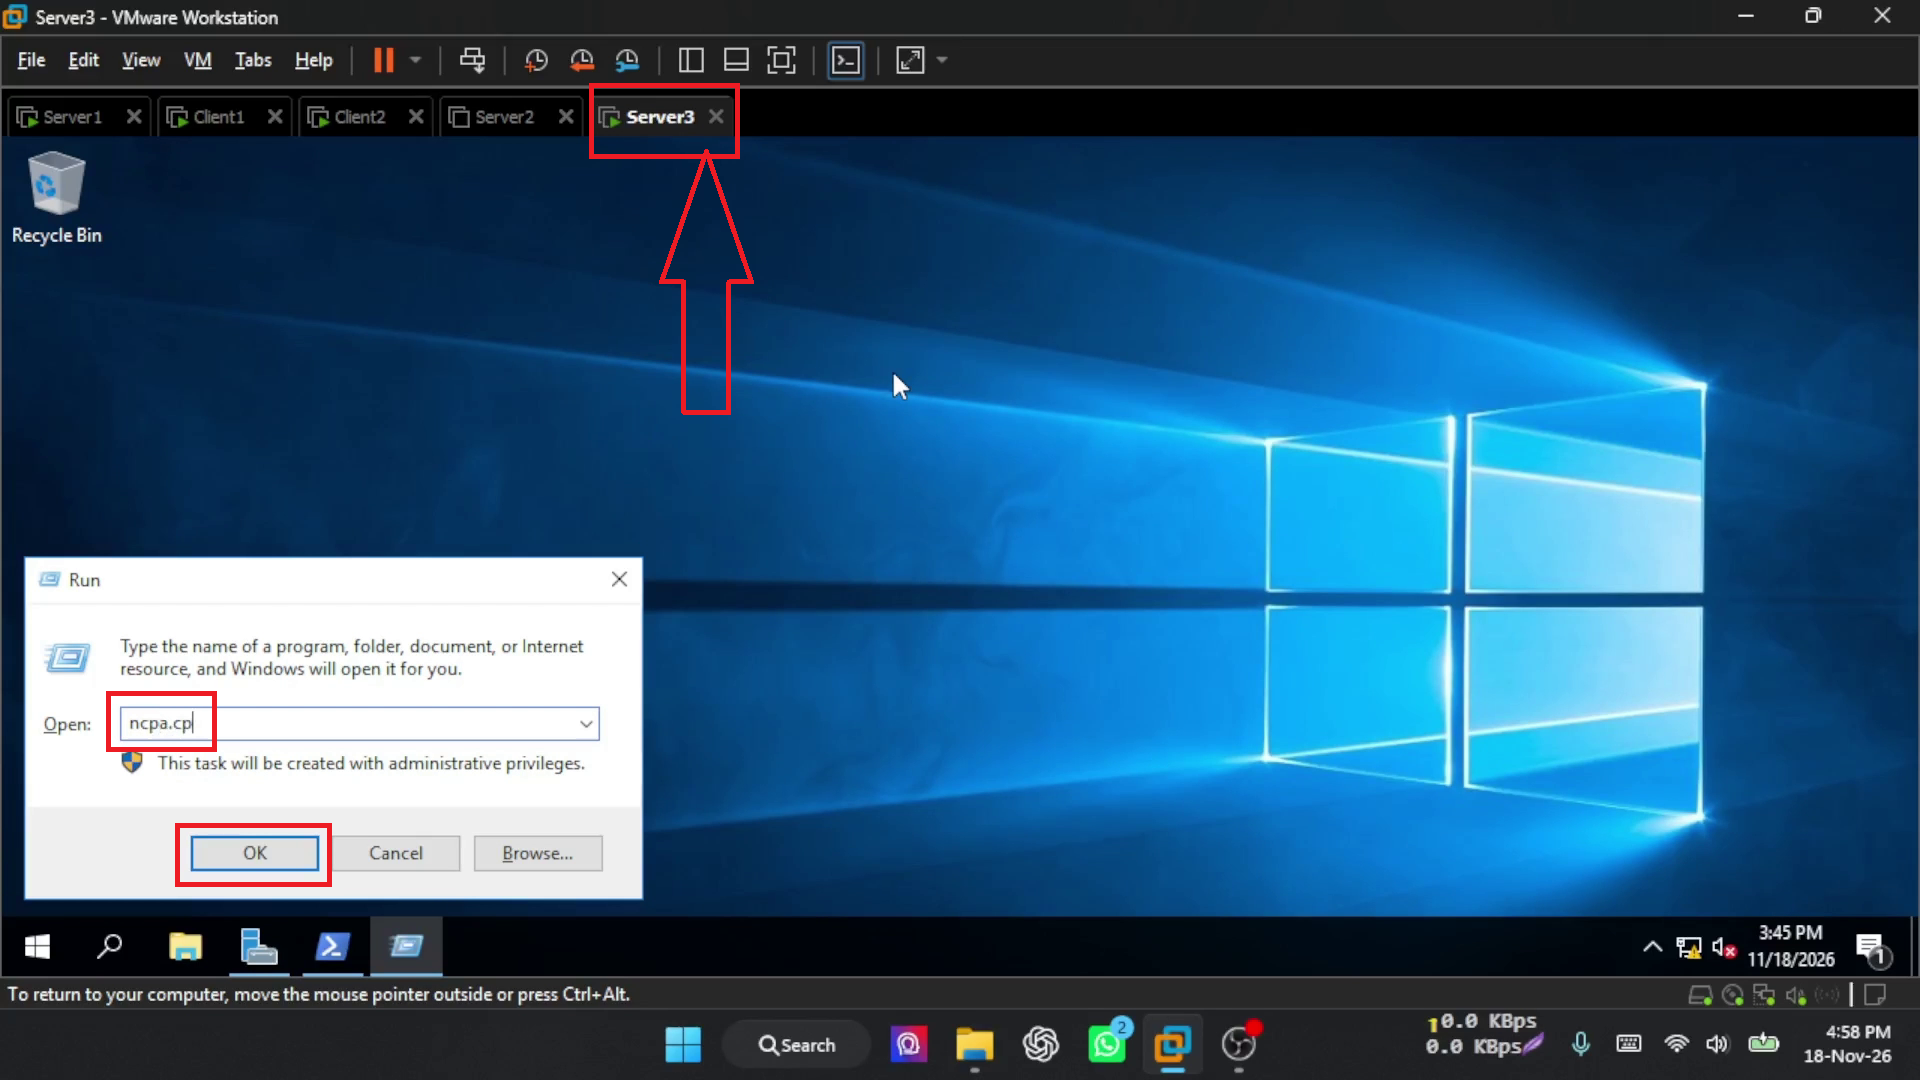 Server3 - VMware Workstation
File Edit View VM Tabs Help
Server1 Client1 Client2 Server2 Server3
Recycle Bin
Run
Type the name of a program, folder, document, or Internet
resource, and Windows will open it for you.
Open: ncpa.cp
This task will be created with administrative privileges.
OK Cancel Browse...
3:45 PM
11/18/2026
1
To return to your computer, move the mouse pointer outside or press Ctrl+Alt.
Search
2
0.0 KBps
0.0 KBps
4:58 PM
18-Nov-26